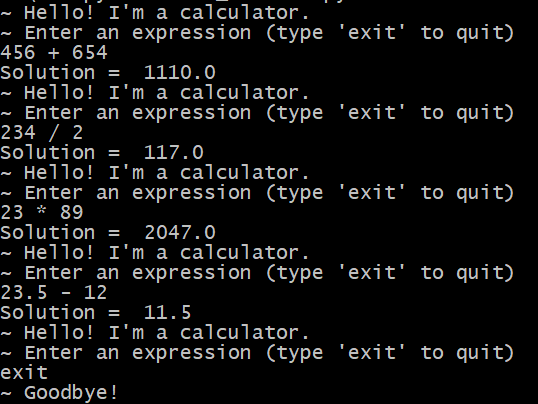 ~ Hello! I'm a calculator.
~ Enter an expression (type 'exit' to quit)
456 + 654
Solution =  1110.0
~ Hello! I'm a calculator.
~ Enter an expression (type 'exit' to quit)
234 / 2
Solution =  117.0
~ Hello! I'm a calculator.
~ Enter an expression (type 'exit' to quit)
23 * 89
Solution =  2047.0
~ Hello! I'm a calculator.
~ Enter an expression (type 'exit' to quit)
23.5 - 12
Solution =  11.5
~ Hello! I'm a calculator.
~ Enter an expression (type 'exit' to quit)
exit
~ Goodbye!